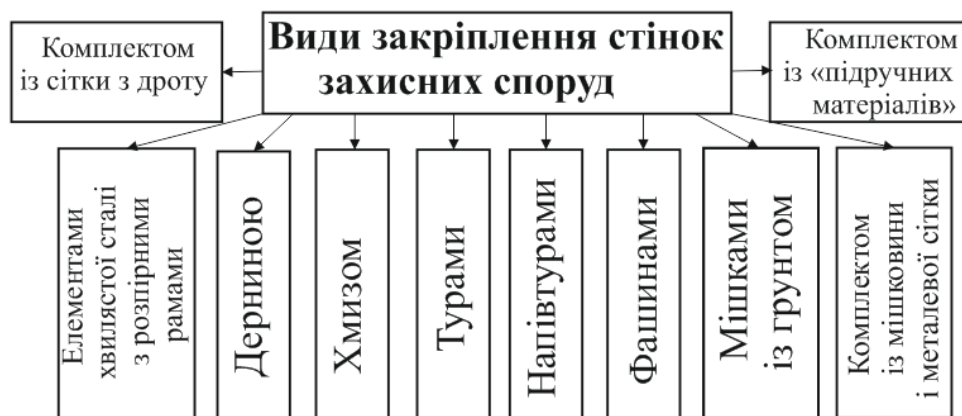 Види закріплення стінок
захисних споруд
Комплектом
із сітки з дроту
Комплектом
із «підручних
матеріалів»
Елементами
хвилястої сталі
з розпірними
рамами
Дерниною
Хмизом
Турами
Напівтурами
Фашинами
Мішками
із грунтом
Комплектом
із мішковини
і металевої сітки